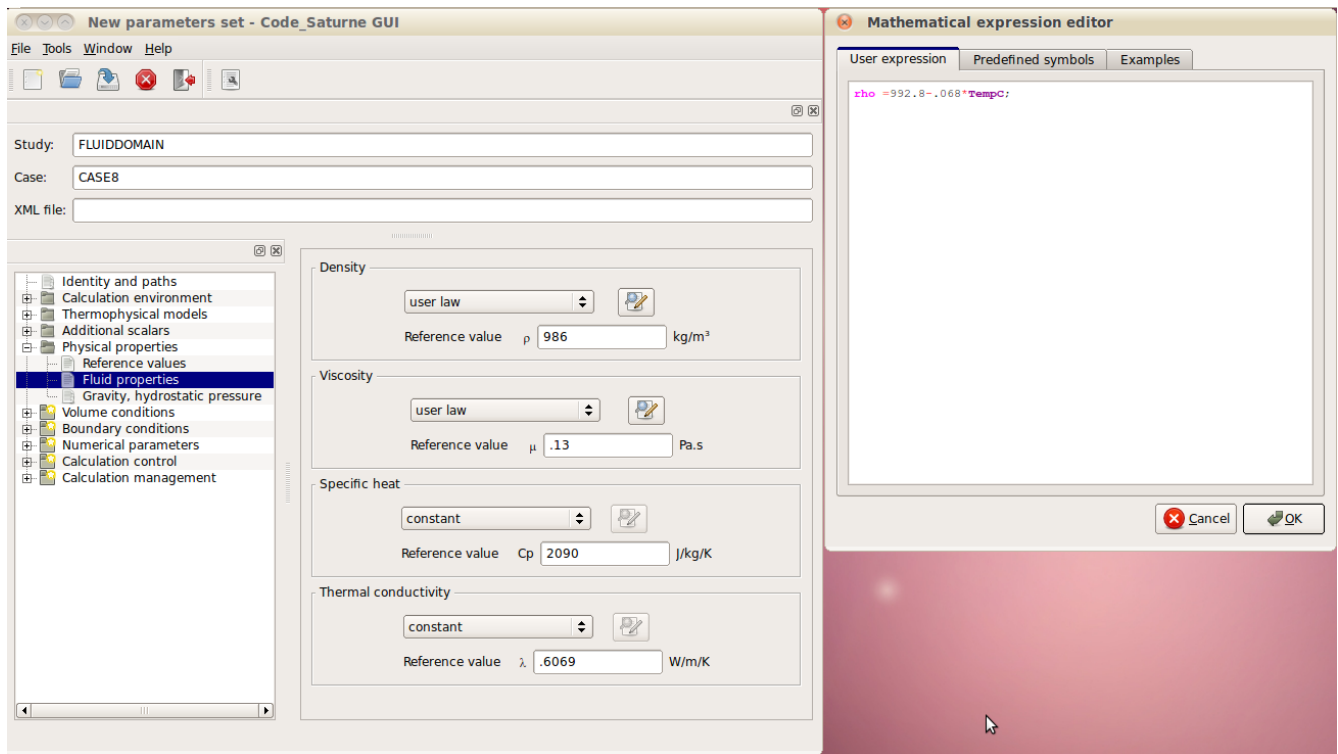 New parameters set - Code_Saturne GUI
File Tools Window Help
Study: FLUIDDOMAIN
Case: CASE8
XML file:
Identity and paths
Calculation environment
Thermophysical models
Additional scalars
Physical properties
Reference values
Fluid properties
Gravity, hydrostatic pressure
Volume conditions
Boundary conditions
Numerical parameters
Calculation control
Calculation management
Density
user law
Reference value ρ 986 kg/m³
Viscosity
user law
Reference value μ .13 Pa.s
Specific heat
constant
Reference value Cp 2090 J/kg/K
Thermal conductivity
constant
Reference value λ .6069 W/m/K
Mathematical expression editor
User expression Predefined symbols Examples
rho =992.8-.068*TempC;
Cancel OK